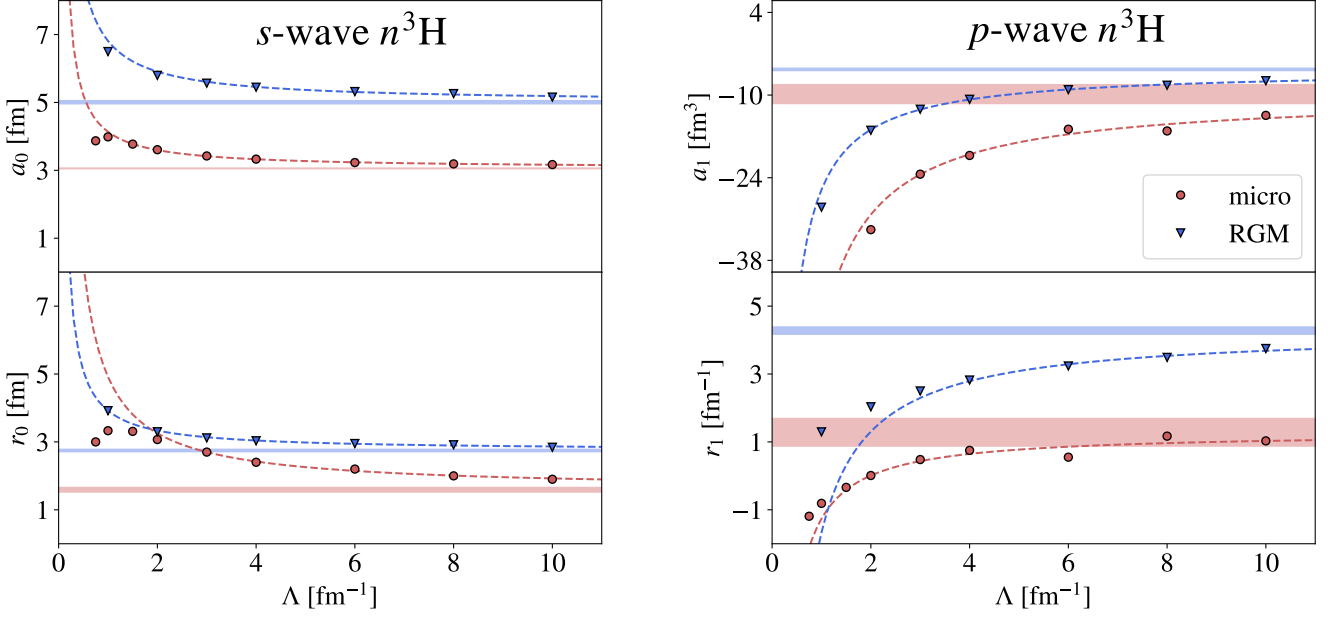 s-wave n³H
7
5
3
1
a₀ [fm]
7
5
3
1
r₀ [fm]
0 2 4 6 8 10
Λ [fm⁻¹]
p-wave n³H
4
−10
−24
−38
a₁ [fm³]
micro
RGM
5
3
1
−1
r₁ [fm⁻¹]
0 2 4 6 8 10
Λ [fm⁻¹]